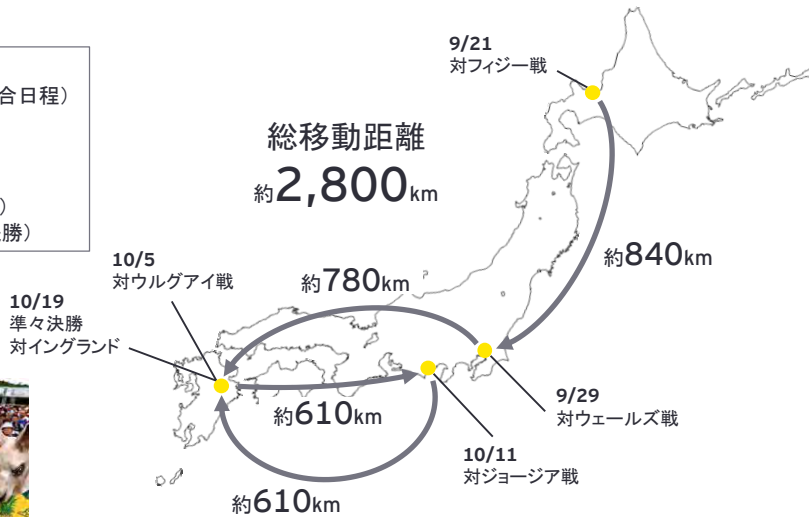 合日程）
）
勝）
9/21
対フィジー戦
総移動距離
約2,800km
約840km
10/5
対ウルグアイ戦
約780km
10/19
準々決勝
対イングランド
約610km
9/29
対ウェールズ戦
10/11
対ジョージア戦
約610km